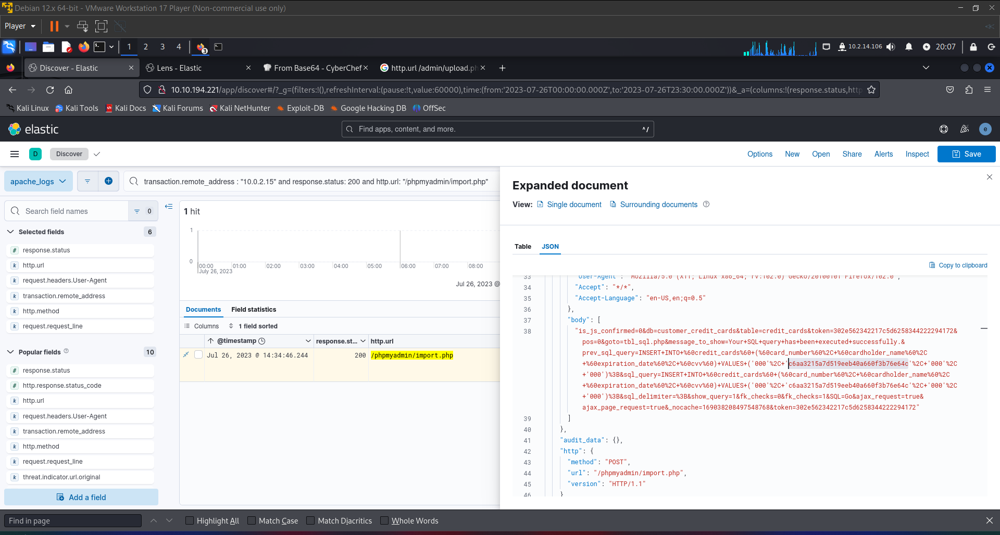 Debian 12.x 64-bit - VMware Workstation 17 Player (Non-commercial use only)
Player
1 2 3 4
3
10.2.14.106
20:07
Discover - Elastic
Lens - Elastic
From Base64 - CyberChef
http.url /admin/upload.ph
10.10.194.221/app/discover#/?_g=(filters:!(),refreshInterval:(pause:!t,value:60000),time:(from:'2023-07-26T00:00:00.000Z',to:'2023-07-26T23:30:00.000Z'))&_a=(columns:!(response.status,http
Kali Linux
Kali Tools
Kali Docs
Kali Forums
Kali NetHunter
Exploit-DB
Google Hacking DB
OffSec
elastic
Find apps, content, and more.
^/
e
D
Discover
Options
New
Open
Share
Alerts
Inspect
Save
apache_logs
transaction.remote_address : "10.0.2.15" and response.status: 200 and http.url: "/phpmyadmin/import.php"
Search field names
0
Selected fields
6
# response.status
k http.url
k request.headers.User-Agent
k transaction.remote_address
k http.method
k request.request_line
Popular fields
10
# response.status
k http.response.status_code
k http.url
k request.headers.User-Agent
k transaction.remote_address
k http.method
k request.request_line
k threat.indicator.url.original
Add a field
1 hit
1
0
00:00 01:00 02:00 03:00 04:00 05:00 06:00 07:00 08:00
July 26, 2023
Jul 26, 2023 @
Documents
Field statistics
Columns
1 field sorted
@timestamp
response.st...
http.url
Jul 26, 2023 @ 14:34:46.244
200
/phpmyadmin/import.php
Expanded document
View:
Single document
Surrounding documents
Table
JSON
Copy to clipboard
33 "User-Agent": "Mozilla/5.0 (X11; Linux x86_64; rv:102.0) Gecko/20100101 Firefox/102.0",
34 "Accept": "*/*",
35 "Accept-Language": "en-US,en;q=0.5"
36 },
37 "body": [
38 "is_js_confirmed=0&db=customer_credit_cards&table=credit_cards&token=302e562342217c5d6258344222294172&
pos=0&goto=tbl_sql.php&message_to_show=Your+SQL+query+has+been+executed+successfully.&
prev_sql_query=INSERT+INTO+%60credit_cards%60+(%60card_number%60%2C+%60cardholder_name%60%2C
+%60expiration_date%60%2C+%60cvv%60)+VALUES+('000'%2C+'c6aa3215a7d519eeb40a660f3b76e64c'%2C+'000'%2C
+'000')%3B&sql_query=INSERT+INTO+%60credit_cards%60+(%60card_number%60%2C+%60cardholder_name%60%2C
+%60expiration_date%60%2C+%60cvv%60)+VALUES+('000'%2C+'c6aa3215a7d519eeb40a660f3b76e64c'%2C+'000'%2C
+'000')%3B&sql_delimiter=%3B&show_query=1&fk_checks=0&fk_checks=1&SQL=Go&ajax_request=true&
ajax_page_request=true&_nocache=169038208497548768&token=302e562342217c5d6258344222294172"
39 ]
40 },
41 "audit_data": {},
42 "http": {
43 "method": "POST",
44 "url": "/phpmyadmin/import.php",
45 "version": "HTTP/1.1"
46 }
Find in page
Highlight All
Match Case
Match Diacritics
Whole Words